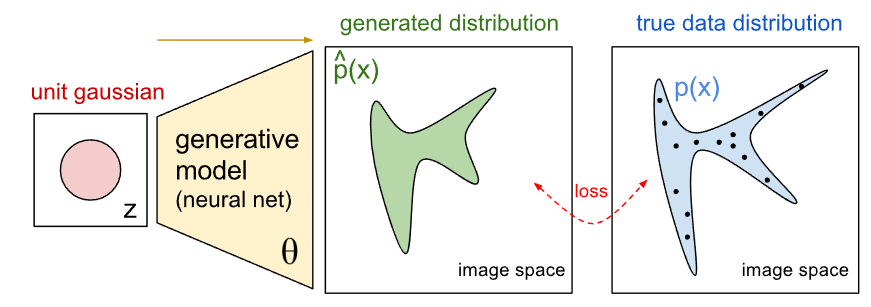 generated distribution
true data distribution
p̂(x)
p(x)
unit gaussian
generative
model
(neural net)
z
θ
loss
image space
image space